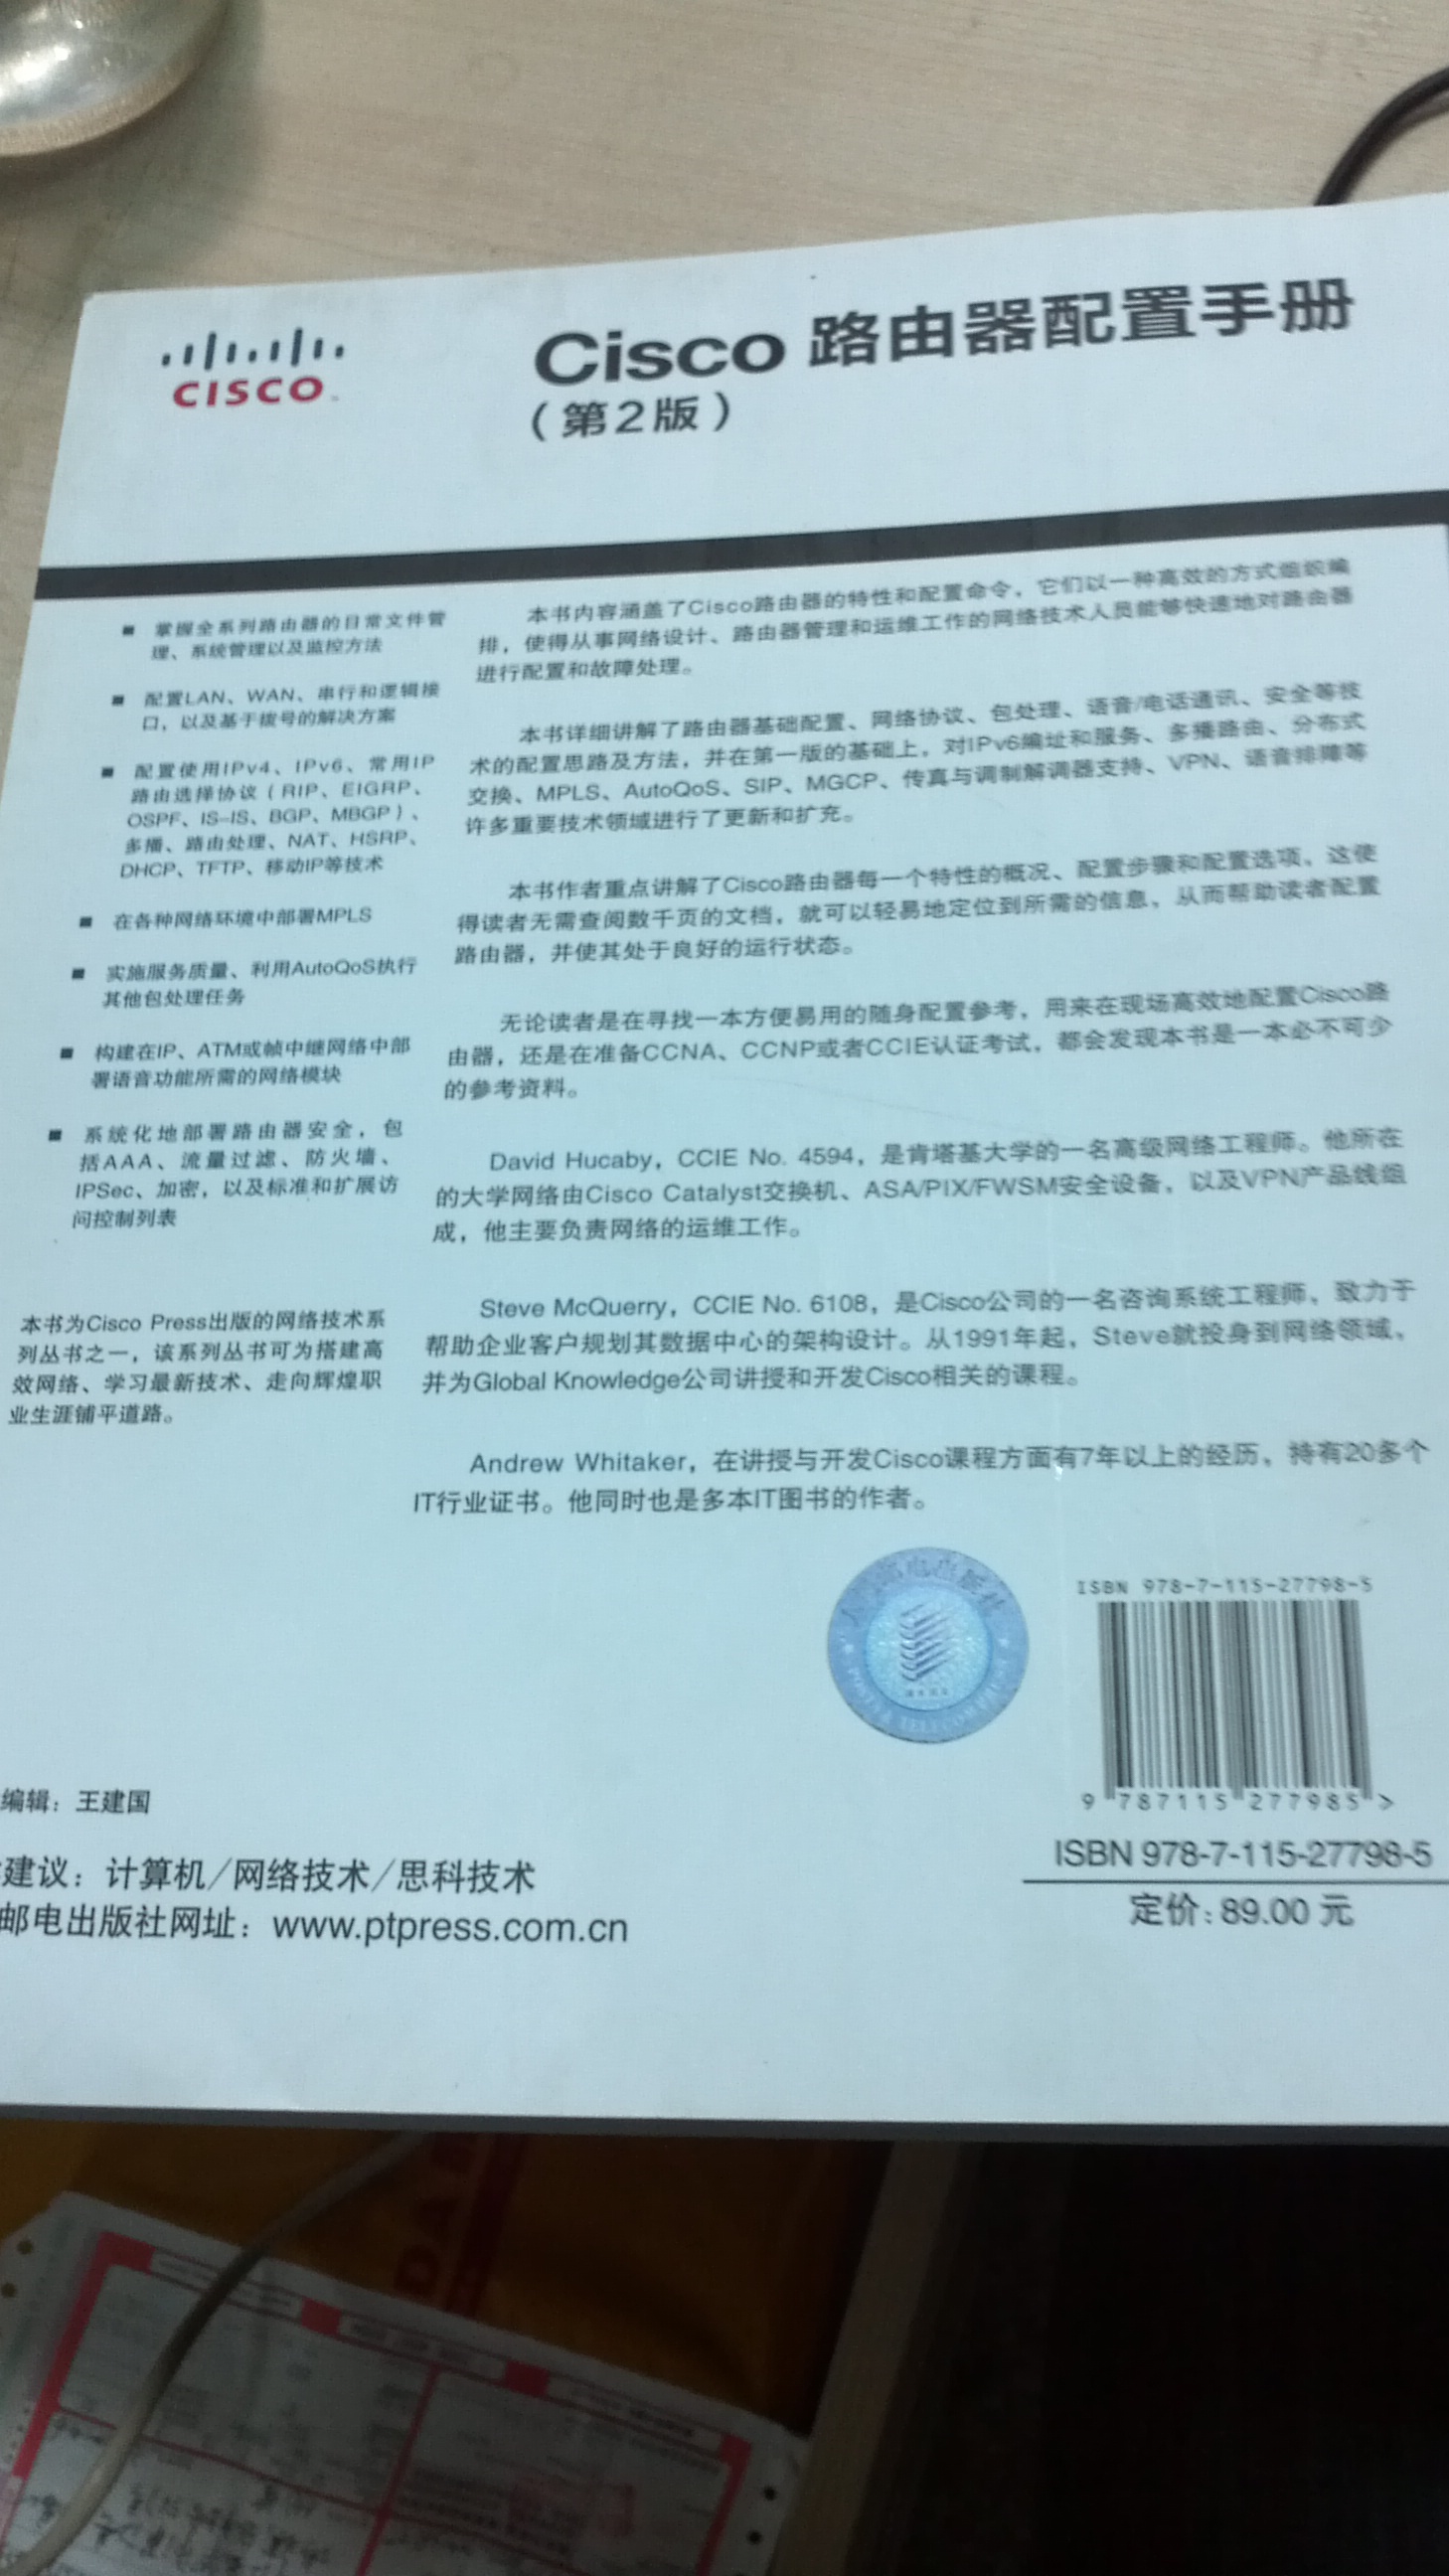 CISCO
Cisco 路由器配置手册
（第2版）
■ 掌握全系列路由器的日常文件管
理、系统管理以及监控方法
■ 配置LAN、WAN、串行和逻辑接
口，以及基于拨号的解决方案
■ 配置使用IPv4、IPv6、常用IP
路由选择协议（RIP、EIGRP、
OSPF、IS-IS、BGP、MBGP）、
多播、路由处理、NAT、HSRP、
DHCP、TFTP、移动IP等技术
■ 在各种网络环境中部署MPLS
■ 实施服务质量、利用AutoQoS执行
其他包处理任务
■ 构建在IP、ATM或帧中继网络中部
署语音功能所需的网络模块
■ 系统化地部署路由器安全，包
括AAA、流量过滤、防火墙、
IPSec、加密，以及标准和扩展访
问控制列表
本书为Cisco Press出版的网络技术系
列丛书之一，该系列丛书可为搭建高
效网络、学习最新技术、走向辉煌职
业生涯铺平道路。
本书内容涵盖了Cisco路由器的特性和配置命令，它们以一种高效的方式组织编
排，使得从事网络设计、路由器管理和运维工作的网络技术人员能够快速地对路由器
进行配置和故障处理。
本书详细讲解了路由器基础配置、网络协议、包处理、语音/电话通讯、安全等技
术的配置思路及方法，并在第一版的基础上，对IPv6编址和服务、多播路由、分布式
交换、MPLS、AutoQoS、SIP、MGCP、传真与调制解调器支持、VPN、语音排障等
许多重要技术领域进行了更新和扩充。
本书作者重点讲解了Cisco路由器每一个特性的概况、配置步骤和配置选项，这使
得读者无需查阅数千页的文档，就可以轻易地定位到所需的信息，从而帮助读者配置
路由器，并使其处于良好的运行状态。
无论读者是在寻找一本方便易用的随身配置参考，用来在现场高效地配置Cisco路
由器，还是在准备CCNA、CCNP或者CCIE认证考试，都会发现本书是一本必不可少
的参考资料。
David Hucaby，CCIE No. 4594，是肯塔基大学的一名高级网络工程师。他所在
的大学网络由Cisco Catalyst交换机、ASA/PIX/FWSM安全设备，以及VPN产品线组
成，他主要负责网络的运维工作。
Steve McQuerry，CCIE No. 6108，是Cisco公司的一名咨询系统工程师，致力于
帮助企业客户规划其数据中心的架构设计。从1991年起，Steve就投身到网络领域，
并为Global Knowledge公司讲授和开发Cisco相关的课程。
Andrew Whitaker，在讲授与开发Cisco课程方面有7年以上的经历，持有20多个
IT行业证书。他同时也是多本IT图书的作者。
ISBN 978-7-115-27798-5
9 787115 277985 >
ISBN 978-7-115-27798-5
定价：89.00 元
编辑：王建国
建议：计算机/网络技术/思科技术
邮电出版社网址：www.ptpress.com.cn